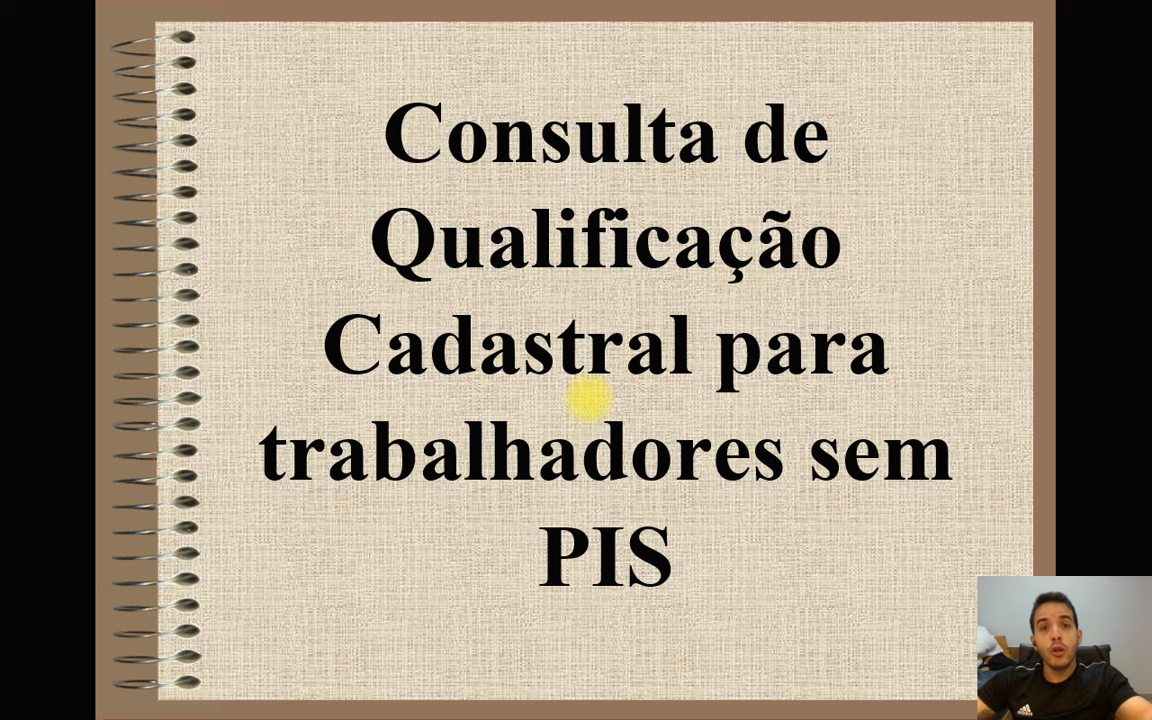 Consulta de
Qualificação
Cadastral para
trabalhadores sem
PIS